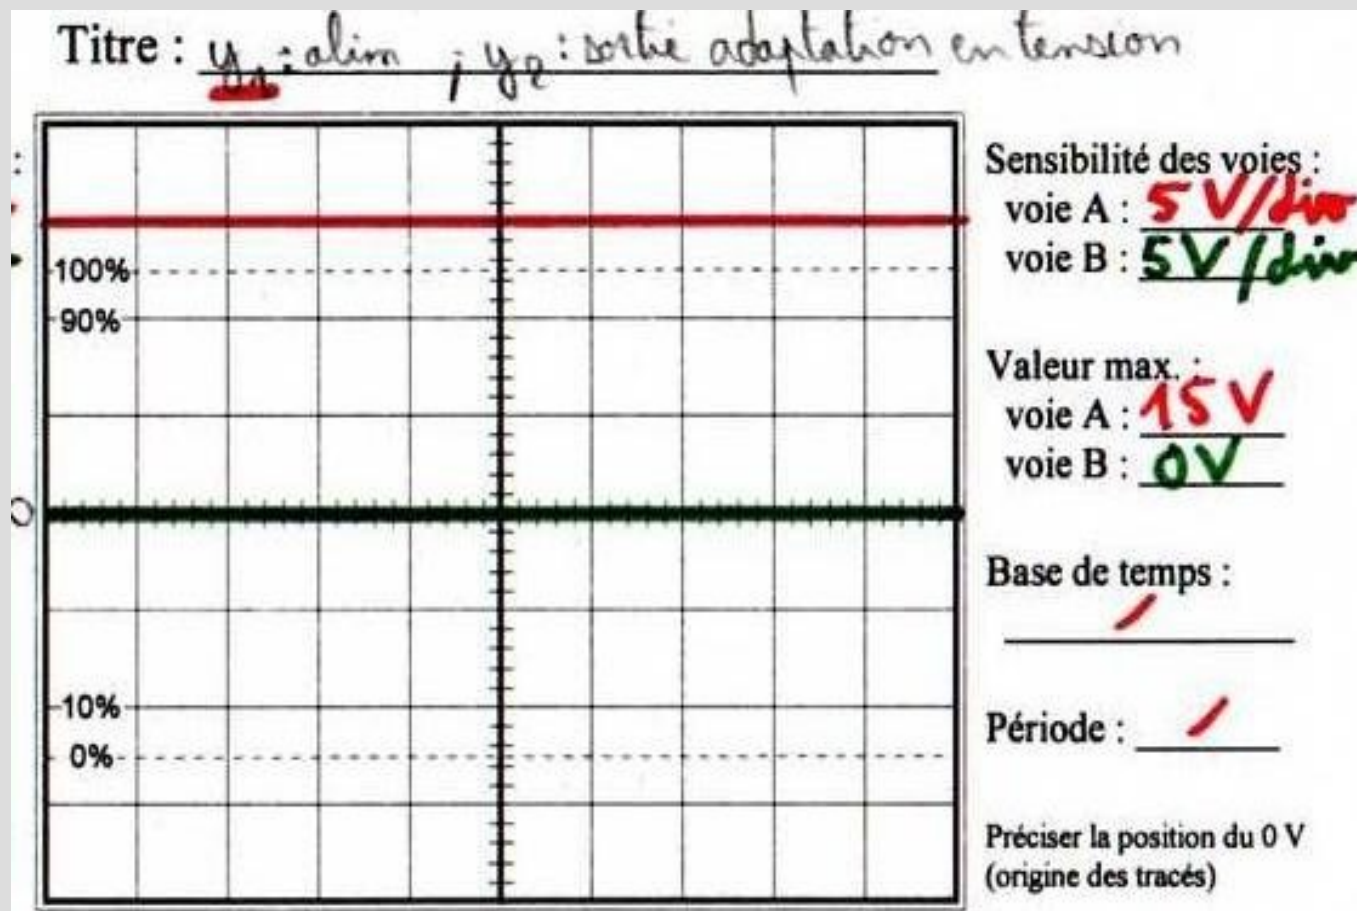 Titre : y1 : alim ; y2 : sortie adaptation en tension
:
100%
90%
O
10%
0%
Sensibilité des voies :
voie A : 5 V/div
voie B : 5 V/div
Valeur max. :
voie A : 15 V
voie B : 0V
Base de temps :
/
Période : /
Préciser la position du 0 V
(origine des tracés)